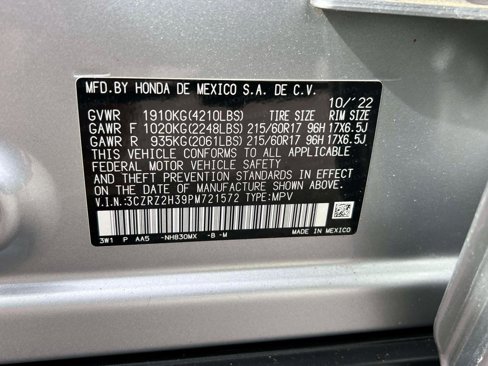 MFD.BY HONDA DE MEXICO S.A. DE C.V.
10/'22
GVWR 1910KG(4210LBS) TIRE SIZE RIM SIZE
GAWR F 1020KG(2248LBS) 215/60R17 96H 17X6.5J
GAWR R 935KG(2061LBS) 215/60R17 96H 17X6.5J
THIS VEHICLE CONFORMS TO ALL APPLICABLE
FEDERAL MOTOR VEHICLE SAFETY
AND THEFT PREVENTION STANDARDS IN EFFECT
ON THE DATE OF MANUFACTURE SHOWN ABOVE.
V.I.N:3CZRZ2H39PM721572 TYPE:MPV
3W1 P AA5 -NH830MX -B -M
MADE IN MEXICO